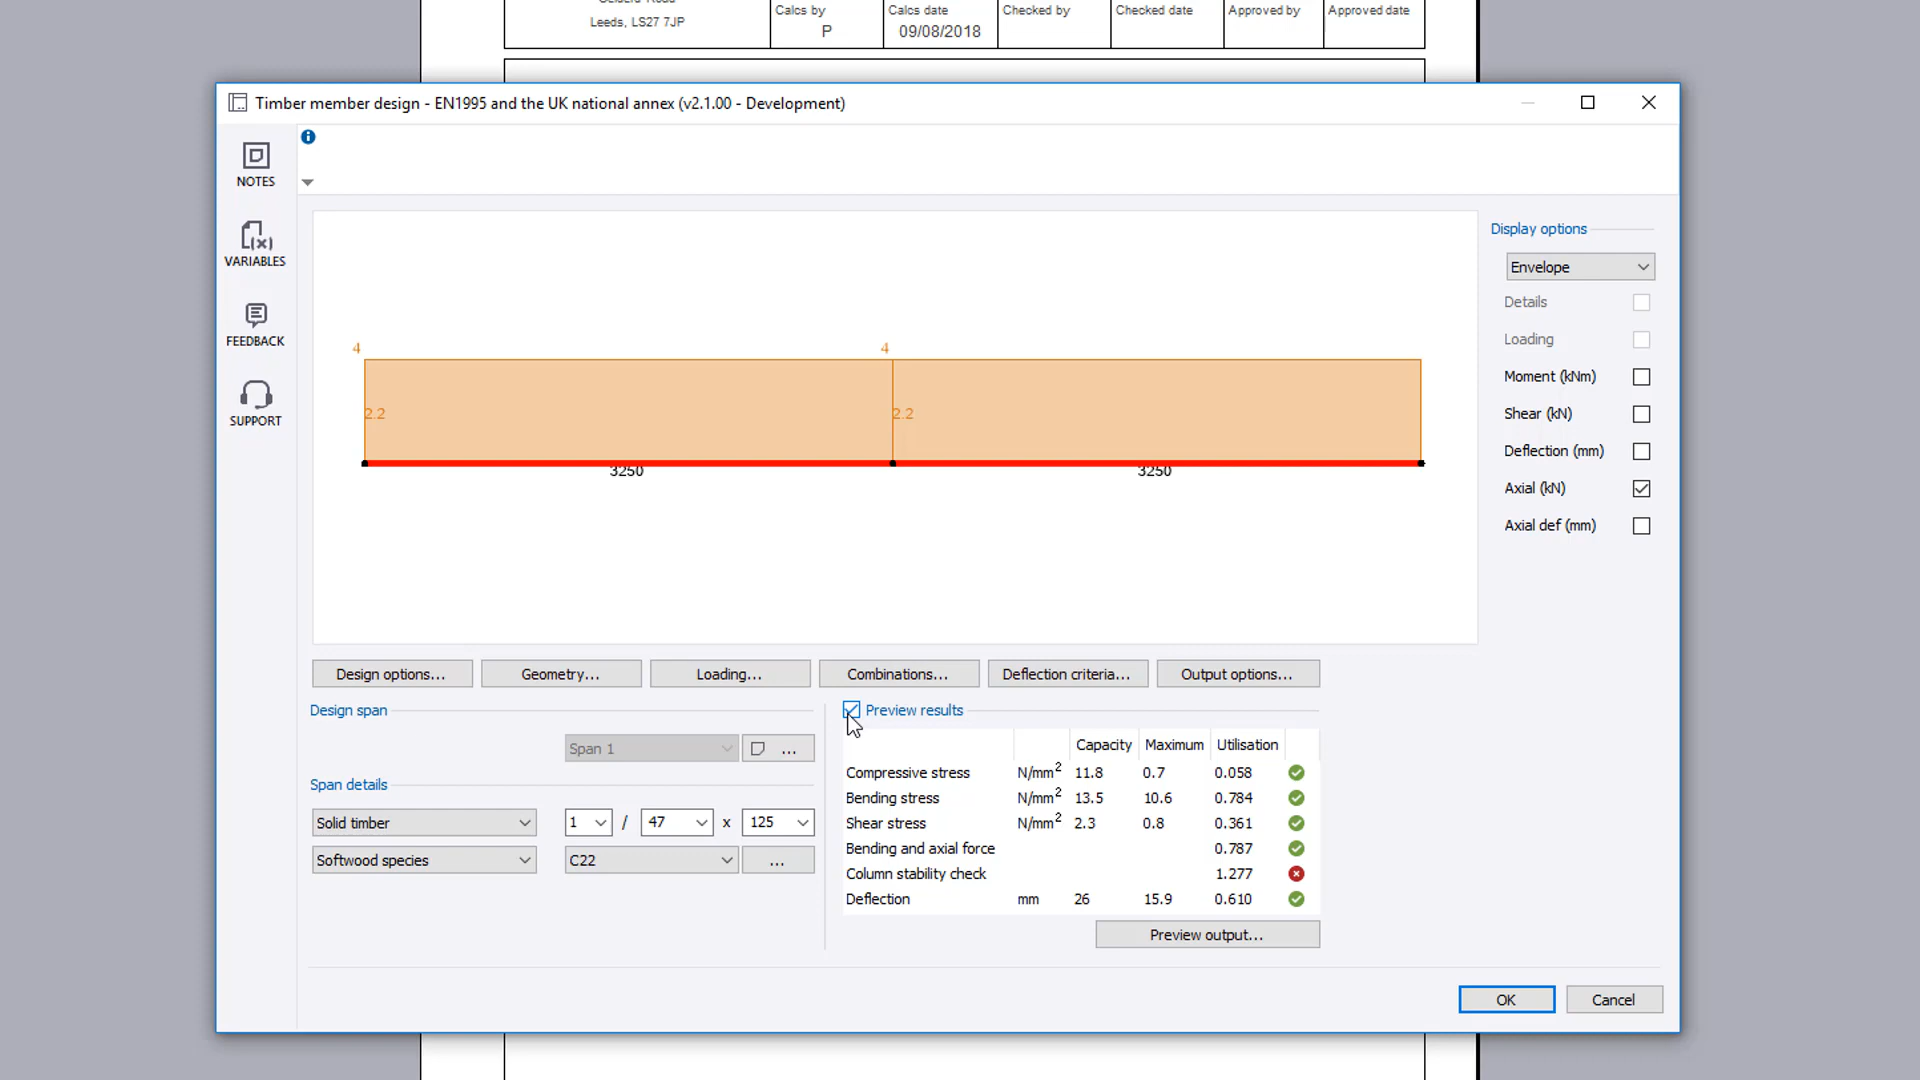 Leeds, LS27 7JP
Calcs by
P
Calcs date
09/08/2018
Checked by
Checked date
Approved by
Approved date
Timber member design - EN1995 and the UK national annex (v2.1.00 - Development)
NOTES
VARIABLES
FEEDBACK
SUPPORT
4
4
2.2
2.2
3250
3250
Display options
Envelope
Details
Loading
Moment (kNm)
Shear (kN)
Deflection (mm)
Axial (kN)
Axial def (mm)
Design options...
Geometry...
Loading...
Combinations...
Deflection criteria...
Output options...
Design span
Span 1
...
Span details
Solid timber
1 / 47 x 125
Softwood species
C22
...
Preview results
Capacity Maximum Utilisation
Compressive stress N/mm² 11.8 0.7 0.058
Bending stress N/mm² 13.5 10.6 0.784
Shear stress N/mm² 2.3 0.8 0.361
Bending and axial force 0.787
Column stability check 1.277
Deflection mm 26 15.9 0.610
Preview output...
OK
Cancel